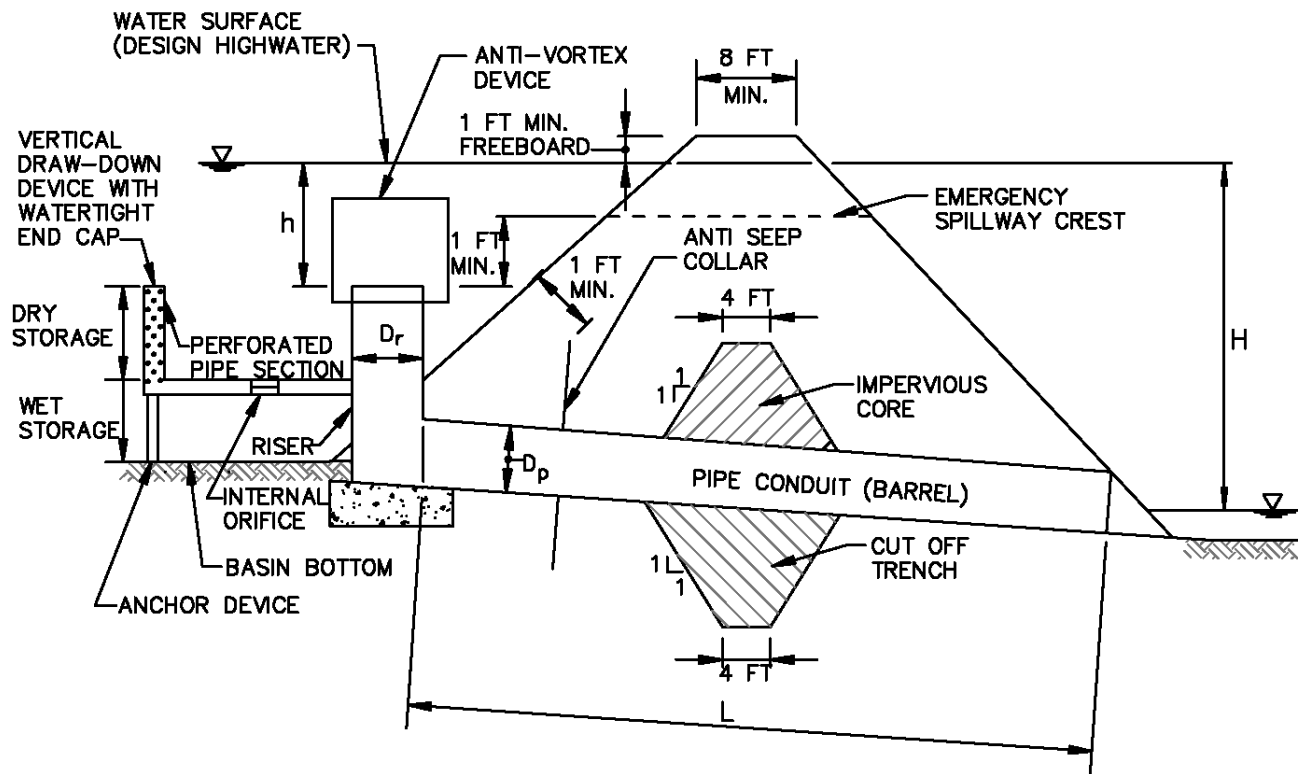 WATER SURFACE
(DESIGN HIGHWATER)
ANTI-VORTEX
DEVICE
8 FT
MIN.
1 FT MIN.
FREEBOARD
VERTICAL
DRAW-DOWN
DEVICE WITH
WATERTIGHT
END CAP
h
1 FT
MIN.
EMERGENCY
SPILLWAY CREST
ANTI SEEP
COLLAR
1 FT
MIN.
4 FT
H
DRY
STORAGE
PERFORATED
PIPE SECTION
Dr
1
1
IMPERVIOUS
CORE
WET
STORAGE
RISER
Dp
PIPE CONDUIT (BARREL)
INTERNAL
ORIFICE
BASIN BOTTOM
ANCHOR DEVICE
1
1
CUT OFF
TRENCH
4 FT
L